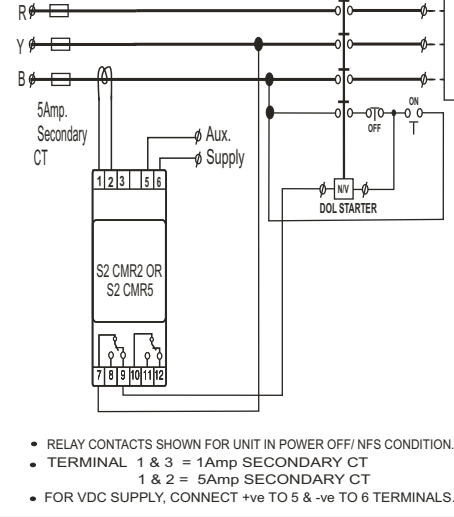 R
Y
B
5Amp.
Secondary
CT
Aux.
Supply
ON
OFF
N/V
DOL STARTER
1 2 3 5 6
S2 CMR2 OR
S2 CMR5
7 8 9 10 11 12
• RELAY CONTACTS SHOWN FOR UNIT IN POWER OFF/ NFS CONDITION.
• TERMINAL 1 & 3 = 1Amp SECONDARY CT
1 & 2 = 5Amp SECONDARY CT
• FOR VDC SUPPLY, CONNECT +ve TO 5 & -ve TO 6 TERMINALS.